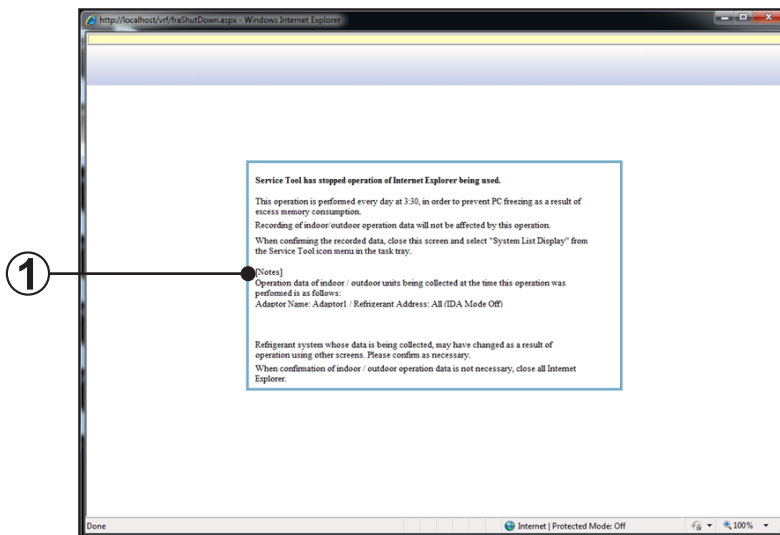 http://localhost/vrf/fraShutDown.aspx - Windows Internet Explorer
Service Tool has stopped operation of Internet Explorer being used.
This operation is performed every day at 3:30, in order to prevent PC freezing as a result of
excess memory consumption.
Recording of indoor/outdoor operation data will not be affected by this operation.
When confirming the recorded data, close this screen and select "System List Display" from
the Service Tool icon menu in the task tray.
1
[Notes]
Operation data of indoor / outdoor units being collected at the time this operation was
performed is as follows:
Adaptor Name: Adaptor1 / Refrigerant Address: All (IDA Mode Off)
Refrigerant system whose data is being collected, may have changed as a result of
operation using other screens. Please confirm as necessary.
When confirmation of indoor / outdoor operation data is not necessary, close all Internet
Explorer.
Done
Internet | Protected Mode: Off
100%